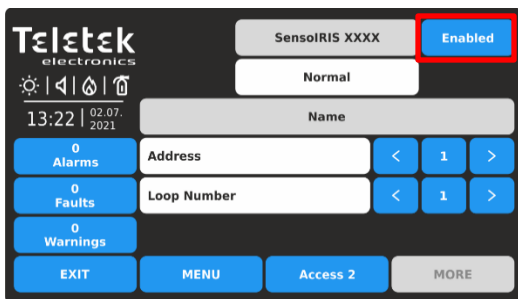 Teletek
electronics
SensoIRIS XXXX
Enabled
Normal
13:22 02.07.
2021
Name
0
Alarms
Address
< 1 >
0
Faults
Loop Number
< 1 >
0
Warnings
EXIT
MENU
Access 2
MORE